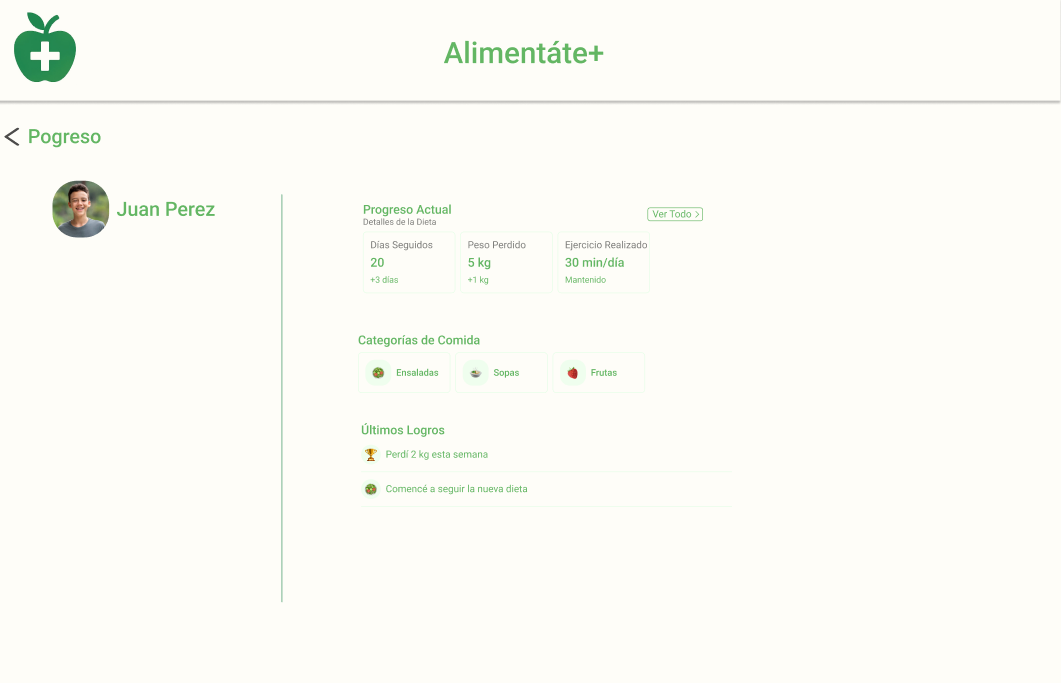 Alimentáte+
Pogreso
Juan Perez
Progreso Actual
Detalles de la Dieta
Ver Todo
Días Seguidos
20
+3 días
Peso Perdido
5 kg
+1 kg
Ejercicio Realizado
30 min/día
Mantenido
Categorías de Comida
Ensaladas
Sopas
Frutas
Últimos Logros
Perdí 2 kg esta semana
Comencé a seguir la nueva dieta